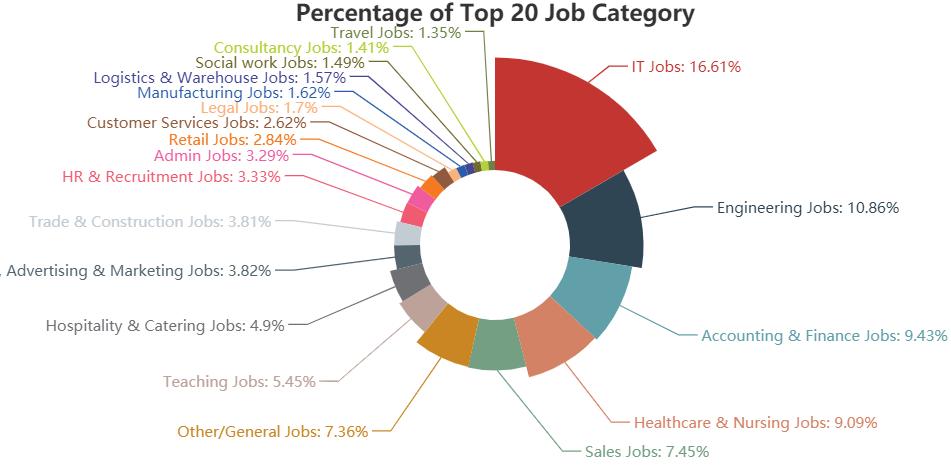 Percentage of Top 20 Job Category
Travel Jobs: 1.35%
Consultancy Jobs: 1.41%
Social work Jobs: 1.49%
Logistics & Warehouse Jobs: 1.57%
Manufacturing Jobs: 1.62%
Legal Jobs: 1.7%
Customer Services Jobs: 2.62%
Retail Jobs: 2.84%
Admin Jobs: 3.29%
HR & Recruitment Jobs: 3.33%
Trade & Construction Jobs: 3.81%
, Advertising & Marketing Jobs: 3.82%
Hospitality & Catering Jobs: 4.9%
Teaching Jobs: 5.45%
Other/General Jobs: 7.36%
IT Jobs: 16.61%
Engineering Jobs: 10.86%
Accounting & Finance Jobs: 9.43%
Healthcare & Nursing Jobs: 9.09%
Sales Jobs: 7.45%